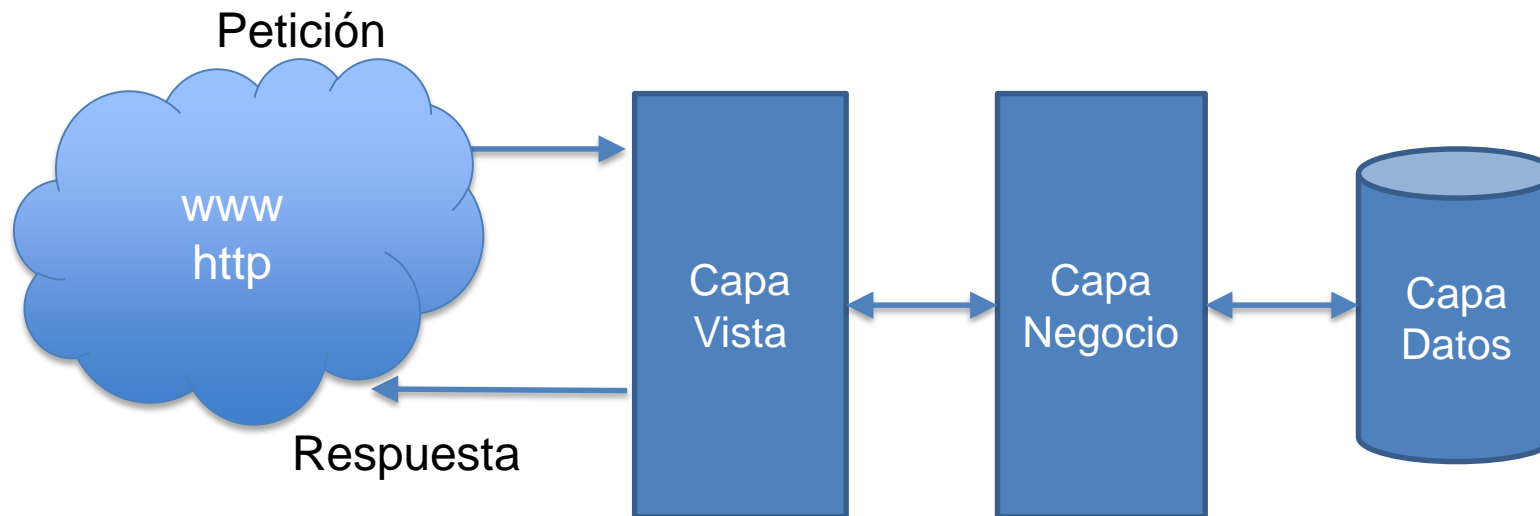 Petición
www
http
Capa
Vista
Capa
Negocio
Capa
Datos
Respuesta